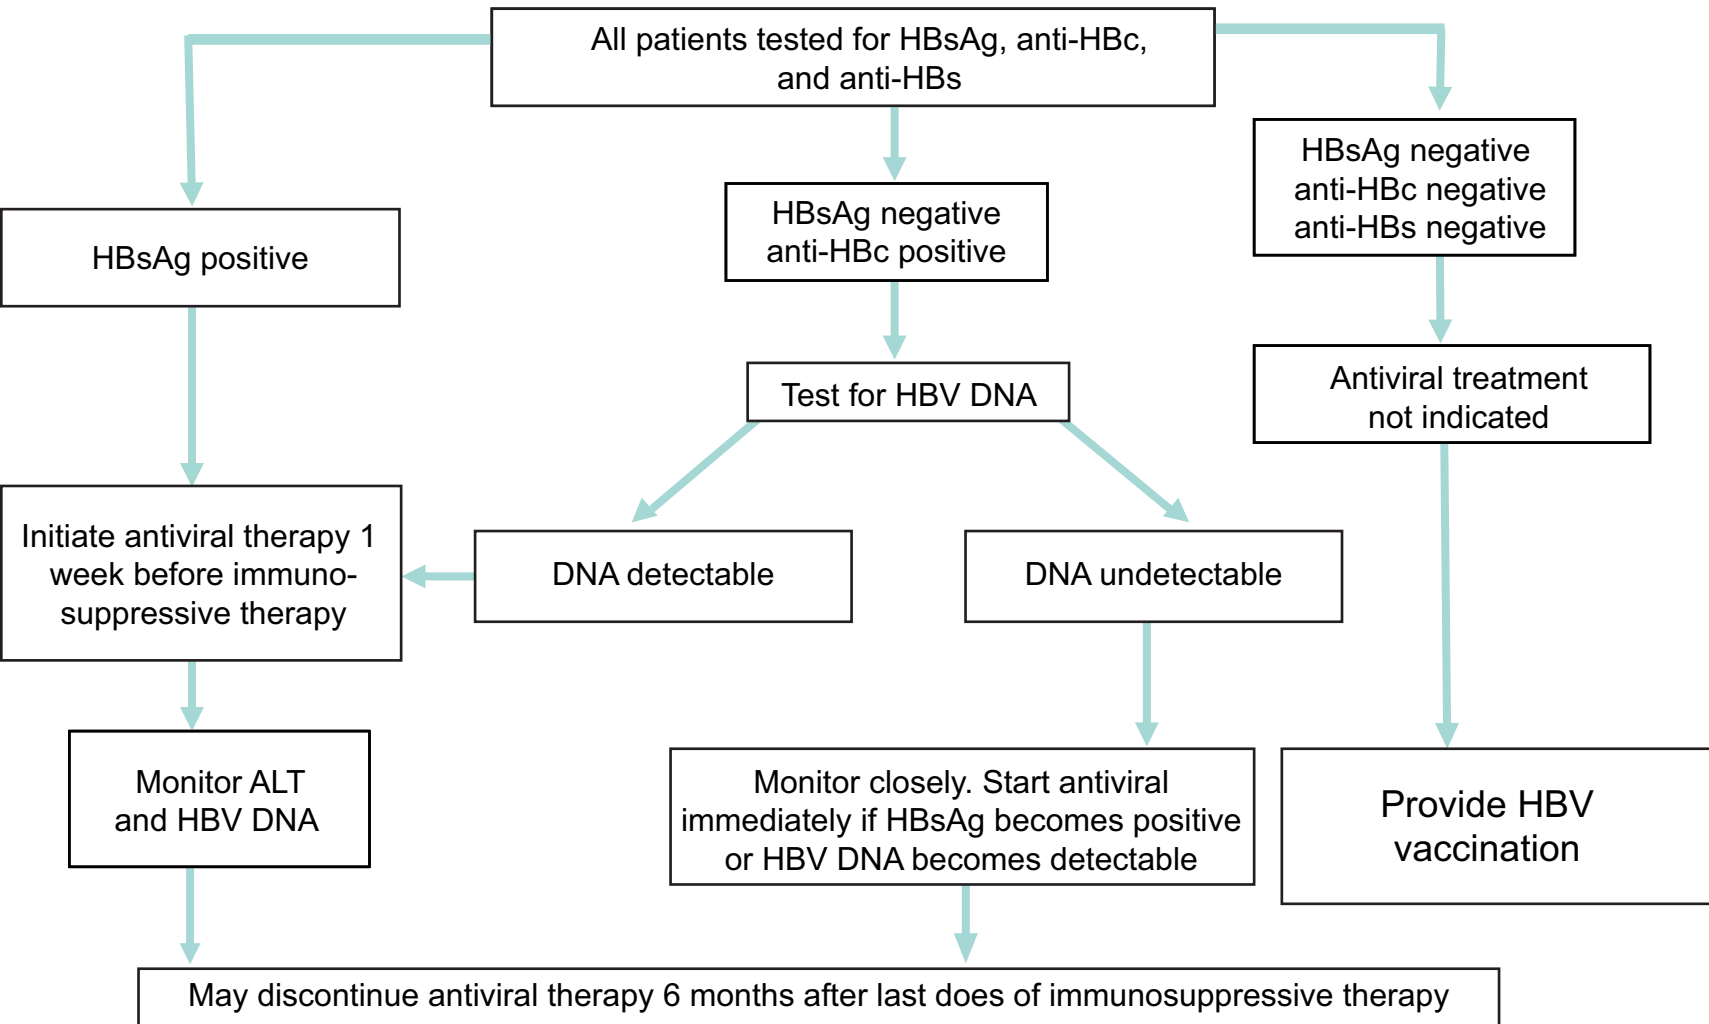 All patients tested for HBsAg, anti-HBc,
and anti-HBs
HBsAg positive
HBsAg negative
anti-HBc positive
HBsAg negative
anti-HBc negative
anti-HBs negative
Test for HBV DNA
Antiviral treatment
not indicated
Initiate antiviral therapy 1
week before immuno-
suppressive therapy
DNA detectable
DNA undetectable
Monitor ALT
and HBV DNA
Monitor closely. Start antiviral
immediately if HBsAg becomes positive
or HBV DNA becomes detectable
Provide HBV
vaccination
May discontinue antiviral therapy 6 months after last does of immunosuppressive therapy